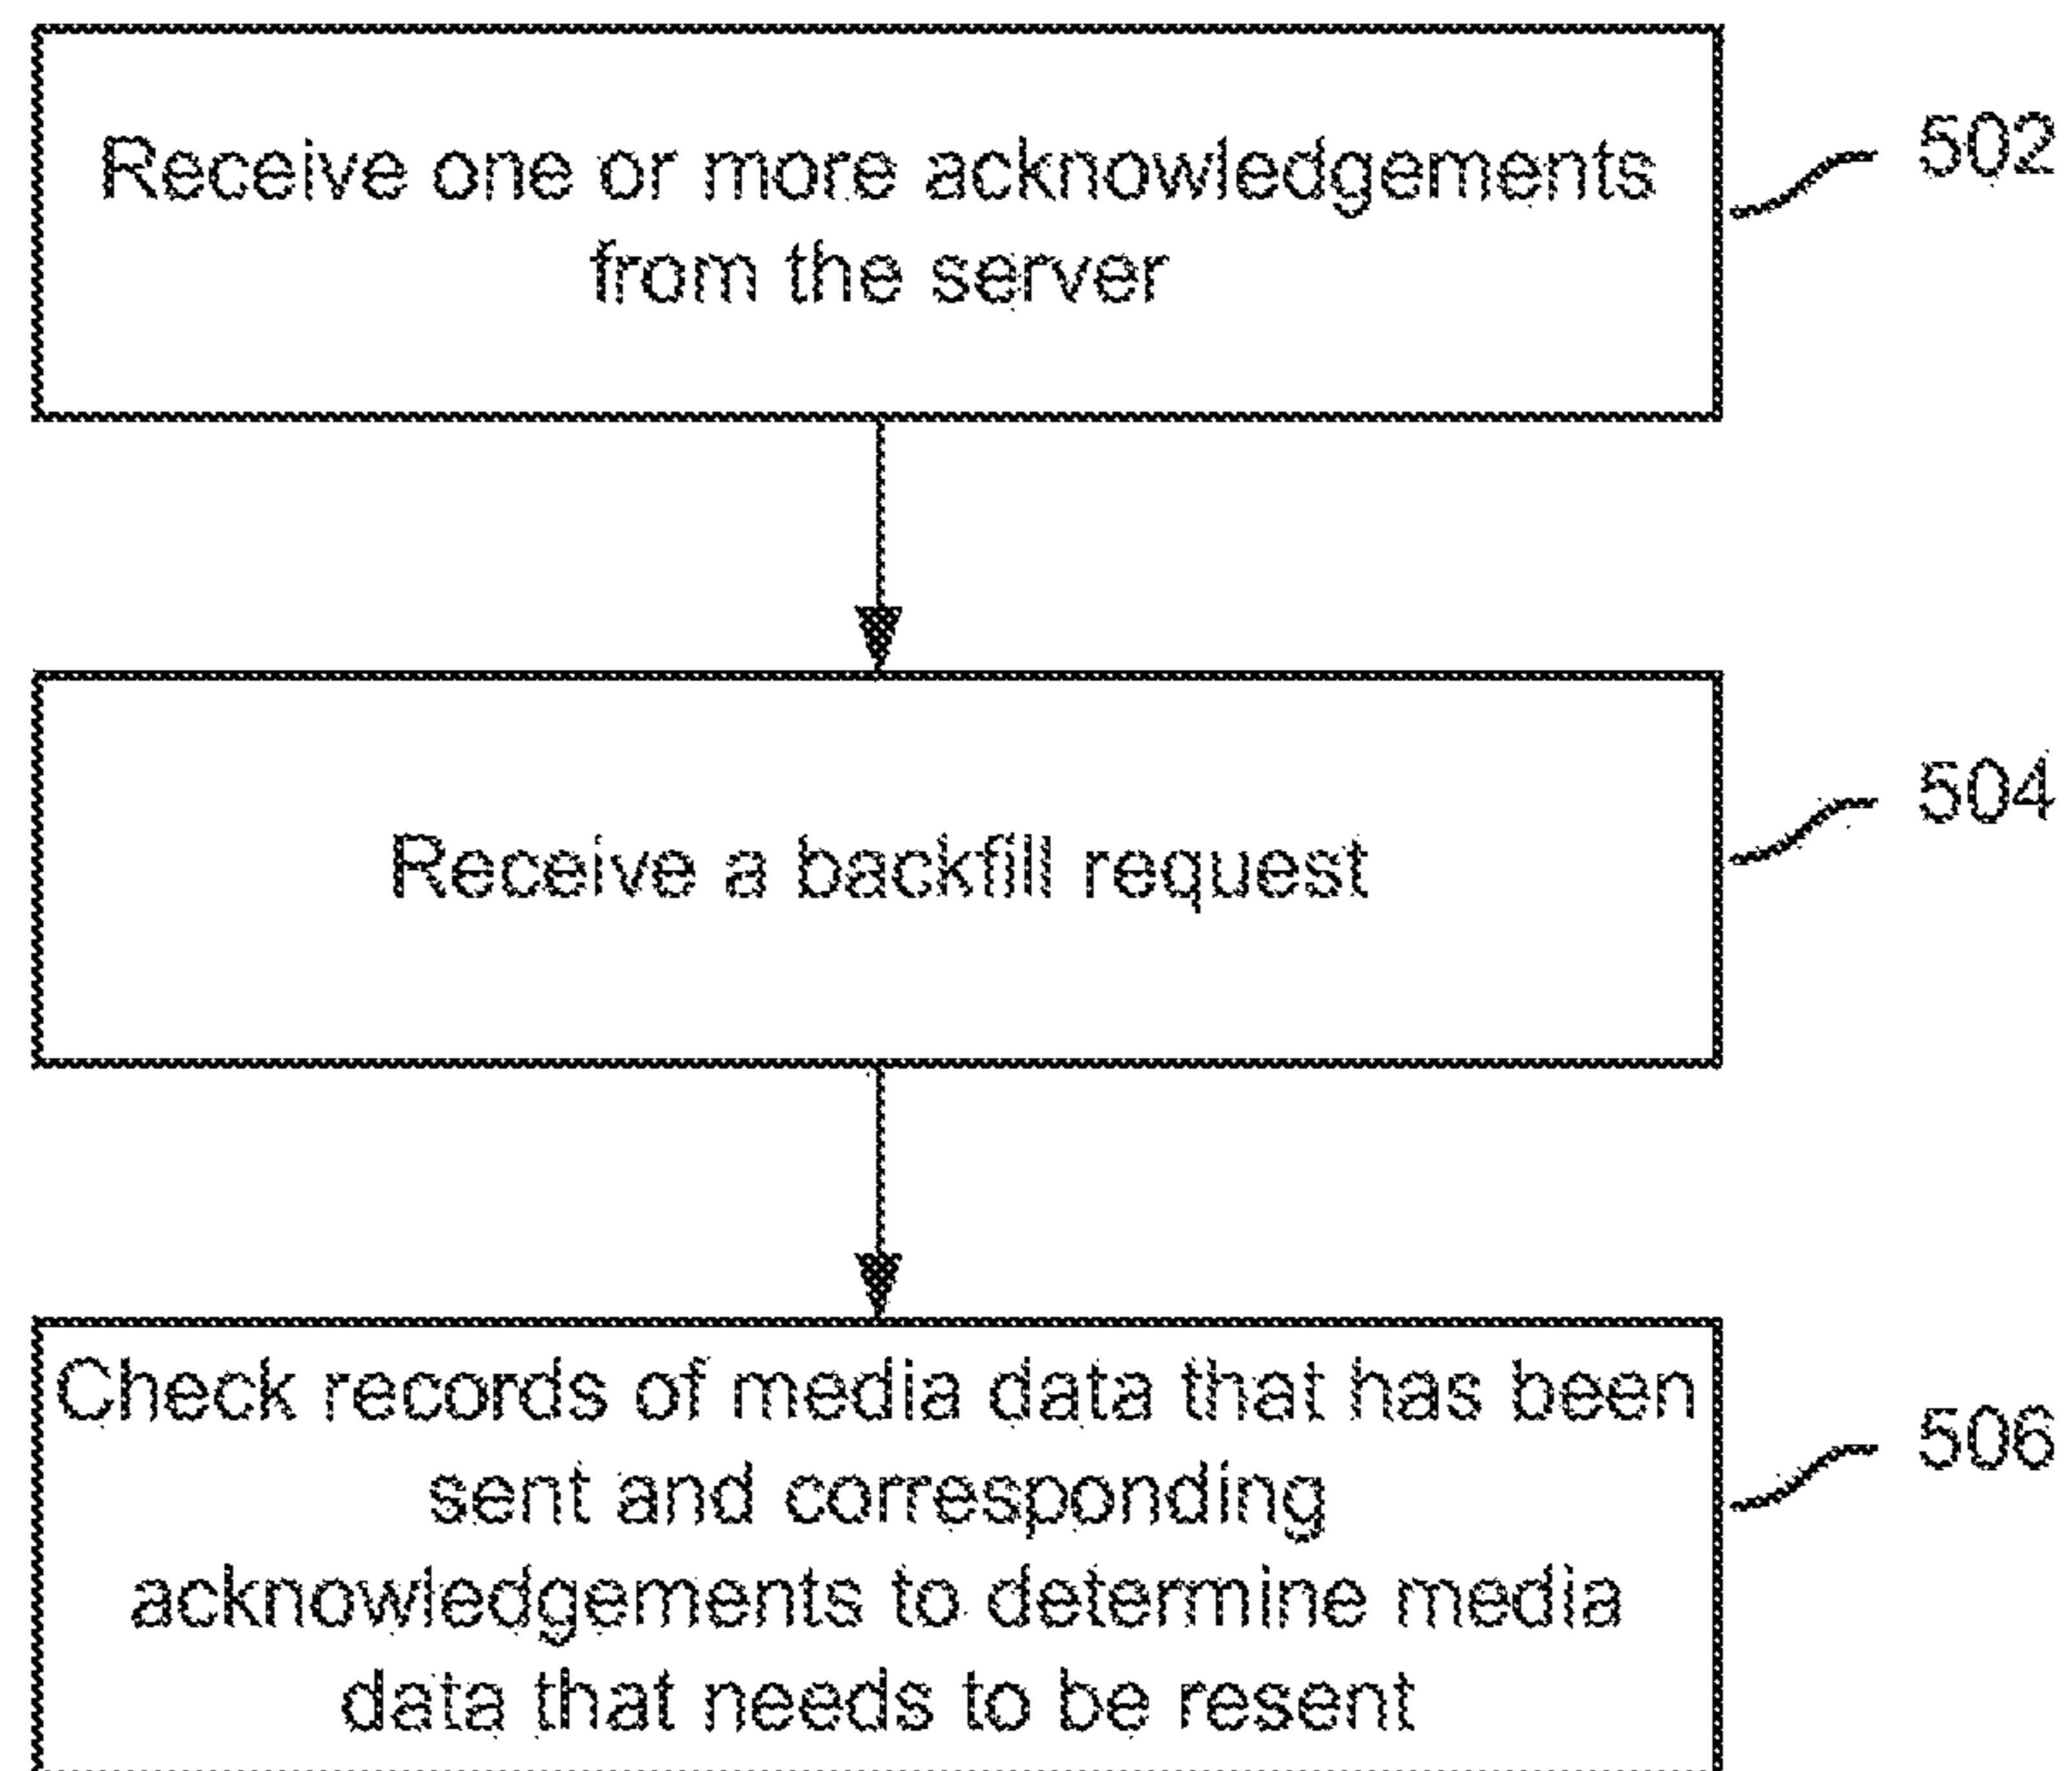 Receive one or more acknowledgements
from the server
502
Receive a backfill request
504
Check records of media data that has been
sent and corresponding
acknowledgements to determine media
data that needs to be resent
506